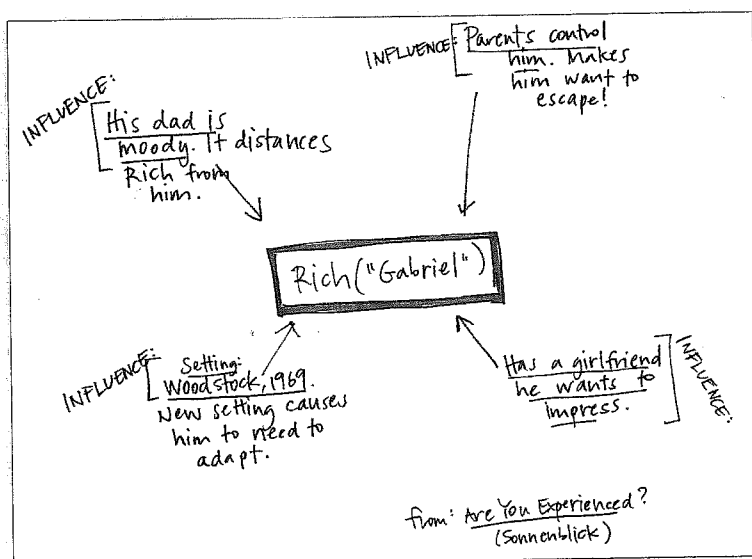 INFLUENCE:
His dad is
moody. It distances
Rich from
him.
INFLUENCE:
Parents control
him. Makes
him want to
escape!
Rich ("Gabriel")
INFLUENCE:
Setting:
Woodstock, 1969.
New setting causes
him to need to
adapt.
Has a girlfriend
he wants to
impress.
INFLUENCE:
from: Are You Experienced?
(Sonnenblick)